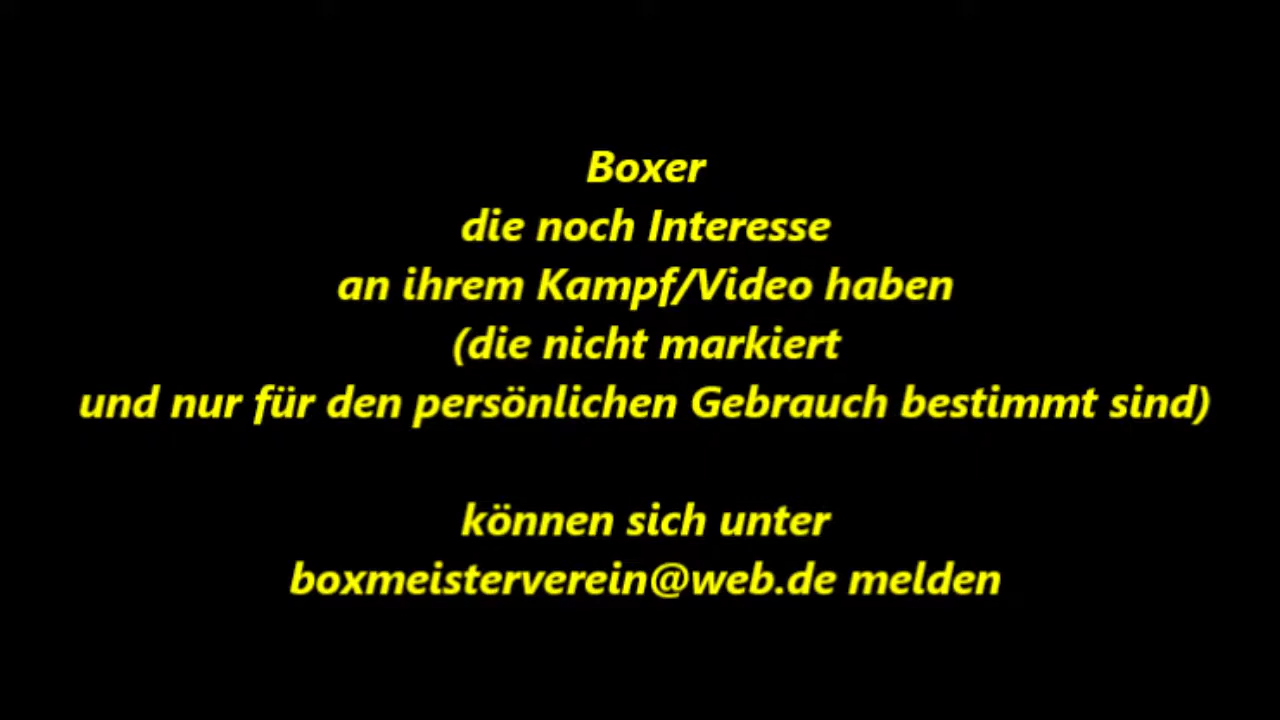 Boxer
die noch Interesse
an ihrem Kampf/Video haben
(die nicht markiert
und nur für den persönlichen Gebrauch bestimmt sind)
können sich unter
boxmeisterverein@web.de melden